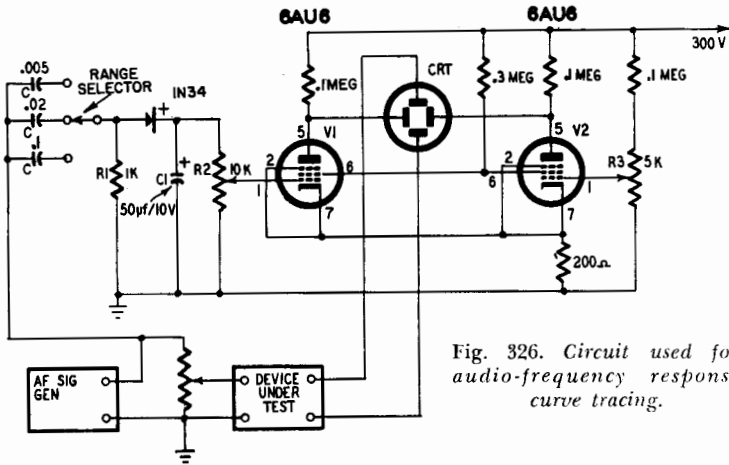 6AU6
6AU6
300 V
.005
C
RANGE
SELECTOR
.02
C
.1
C
1N34
+
R1
1K
C1
+
50µf/10V
R2
10K
.1MEG
5
V1
2
1
6
7
CRT
.3 MEG
.1 MEG
5
V2
2
6
1
7
.1 MEG
R3
5K
200Ω
AF SIG
GEN
DEVICE
UNDER
TEST
Fig. 326. Circuit used fo
audio-frequency respons
curve tracing.